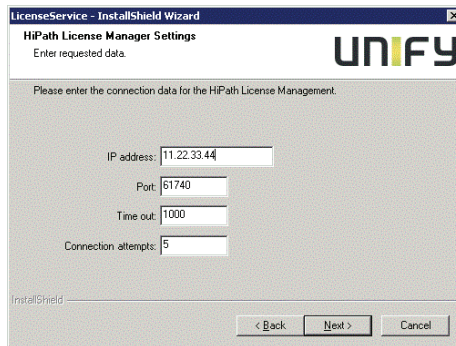 LicenseService - InstallShield Wizard
HiPath License Manager Settings
Enter requested data.
UNIFY
Please enter the connection data for the HiPath License Management.
IP address: 11.22.33.44
Port: 61740
Time out: 1000
Connection attempts: 5
InstallShield
< Back Next > Cancel